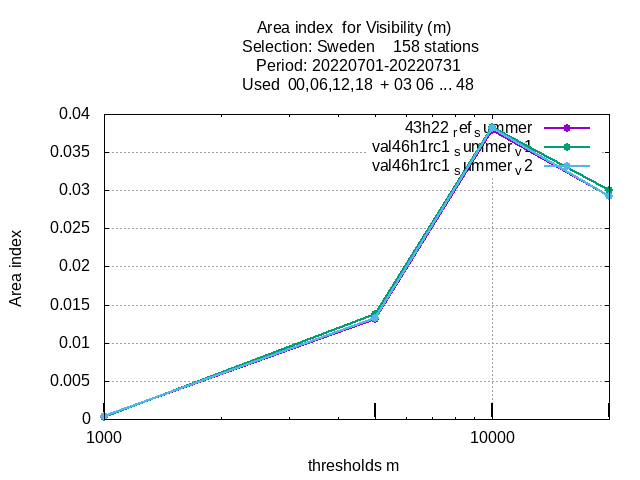 Area index  for Visibility (m)
Selection: Sweden    158 stations
Period: 20220701-20220731
Used  00,06,12,18  + 03 06 ... 48
0.04
0.035
0.03
0.025
0.02
0.015
0.01
0.005
0
Area index
43h22 ref summer
val46h1rc1 summer v1
val46h1rc1 summer v2
1000
10000
thresholds m